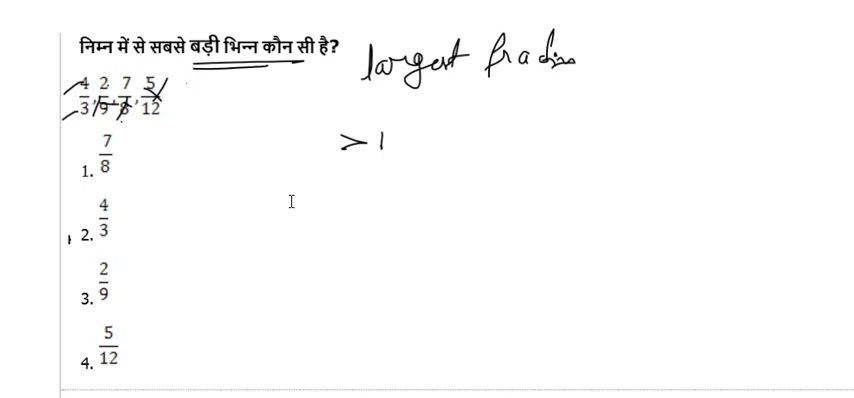 निम्न में से सबसे बड़ी भिन्न कौन सी है?
largest fraction
4/3, 2/9, 7/8, 5/12
> 1
1. 7/8
2. 4/3
3. 2/9
4. 5/12